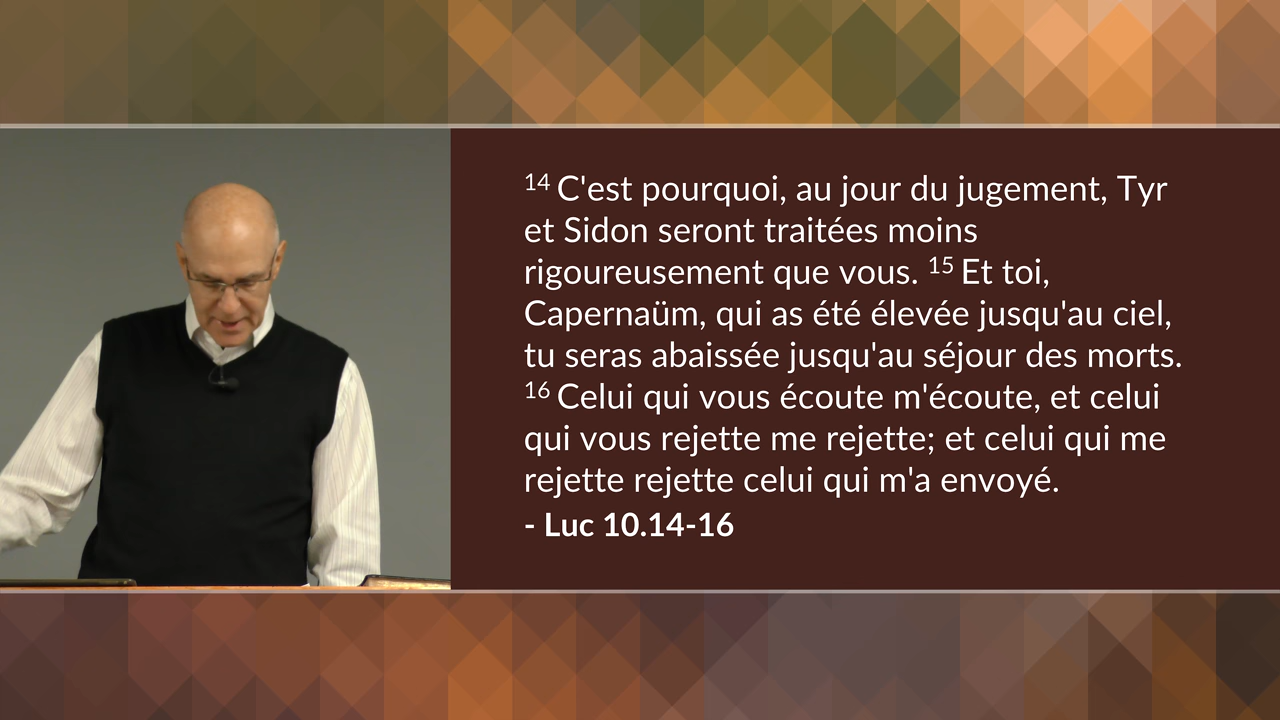 14 C'est pourquoi, au jour du jugement, Tyr
et Sidon seront traitées moins
rigoureusement que vous. 15 Et toi,
Capernaüm, qui as été élevée jusqu'au ciel,
tu seras abaissée jusqu'au séjour des morts.
16 Celui qui vous écoute m'écoute, et celui
qui vous rejette me rejette; et celui qui me
rejette rejette celui qui m'a envoyé.
- Luc 10.14-16